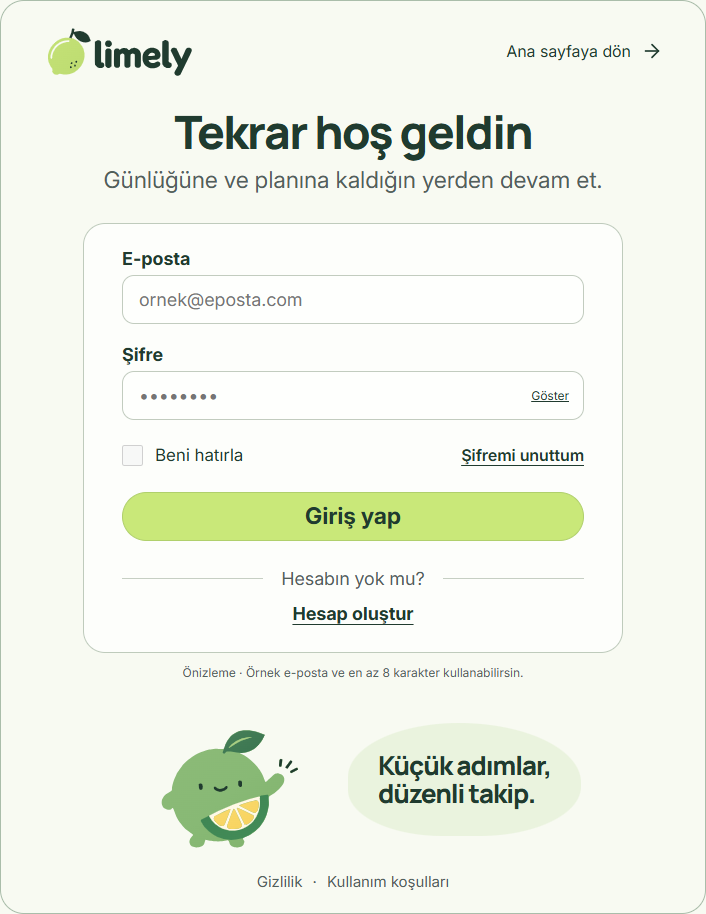 limely
Ana sayfaya dön →
Tekrar hoş geldin
Günlüğüne ve planına kaldığın yerden devam et.
E-posta
ornek@eposta.com
Şifre
••••••••
Göster
Beni hatırla
Şifremi unuttum
Giriş yap
Hesabın yok mu?
Hesap oluştur
Önizleme · Örnek e-posta ve en az 8 karakter kullanabilirsin.
Küçük adımlar,
düzenli takip.
Gizlilik · Kullanım koşulları